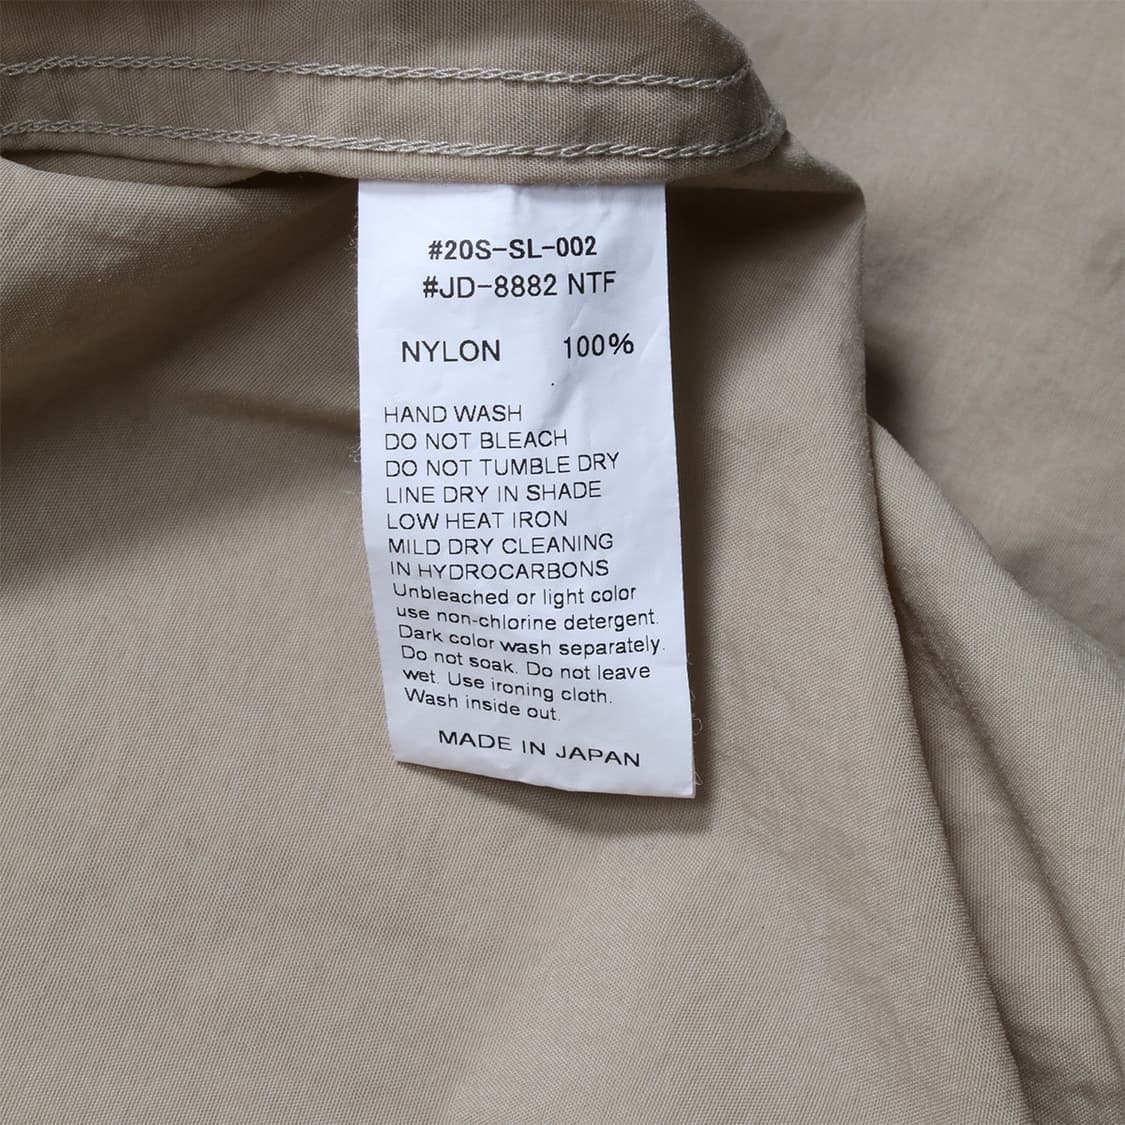 #20S-SL-002
#JD-8882 NTF
NYLON 100%
HAND WASH
DO NOT BLEACH
DO NOT TUMBLE DRY
LINE DRY IN SHADE
LOW HEAT IRON
MILD DRY CLEANING
IN HYDROCARBONS
Unbleached or light color
use non-chlorine detergent.
Dark color wash separately.
Do not soak. Do not leave
wet. Use ironing cloth.
Wash inside out.
MADE IN JAPAN